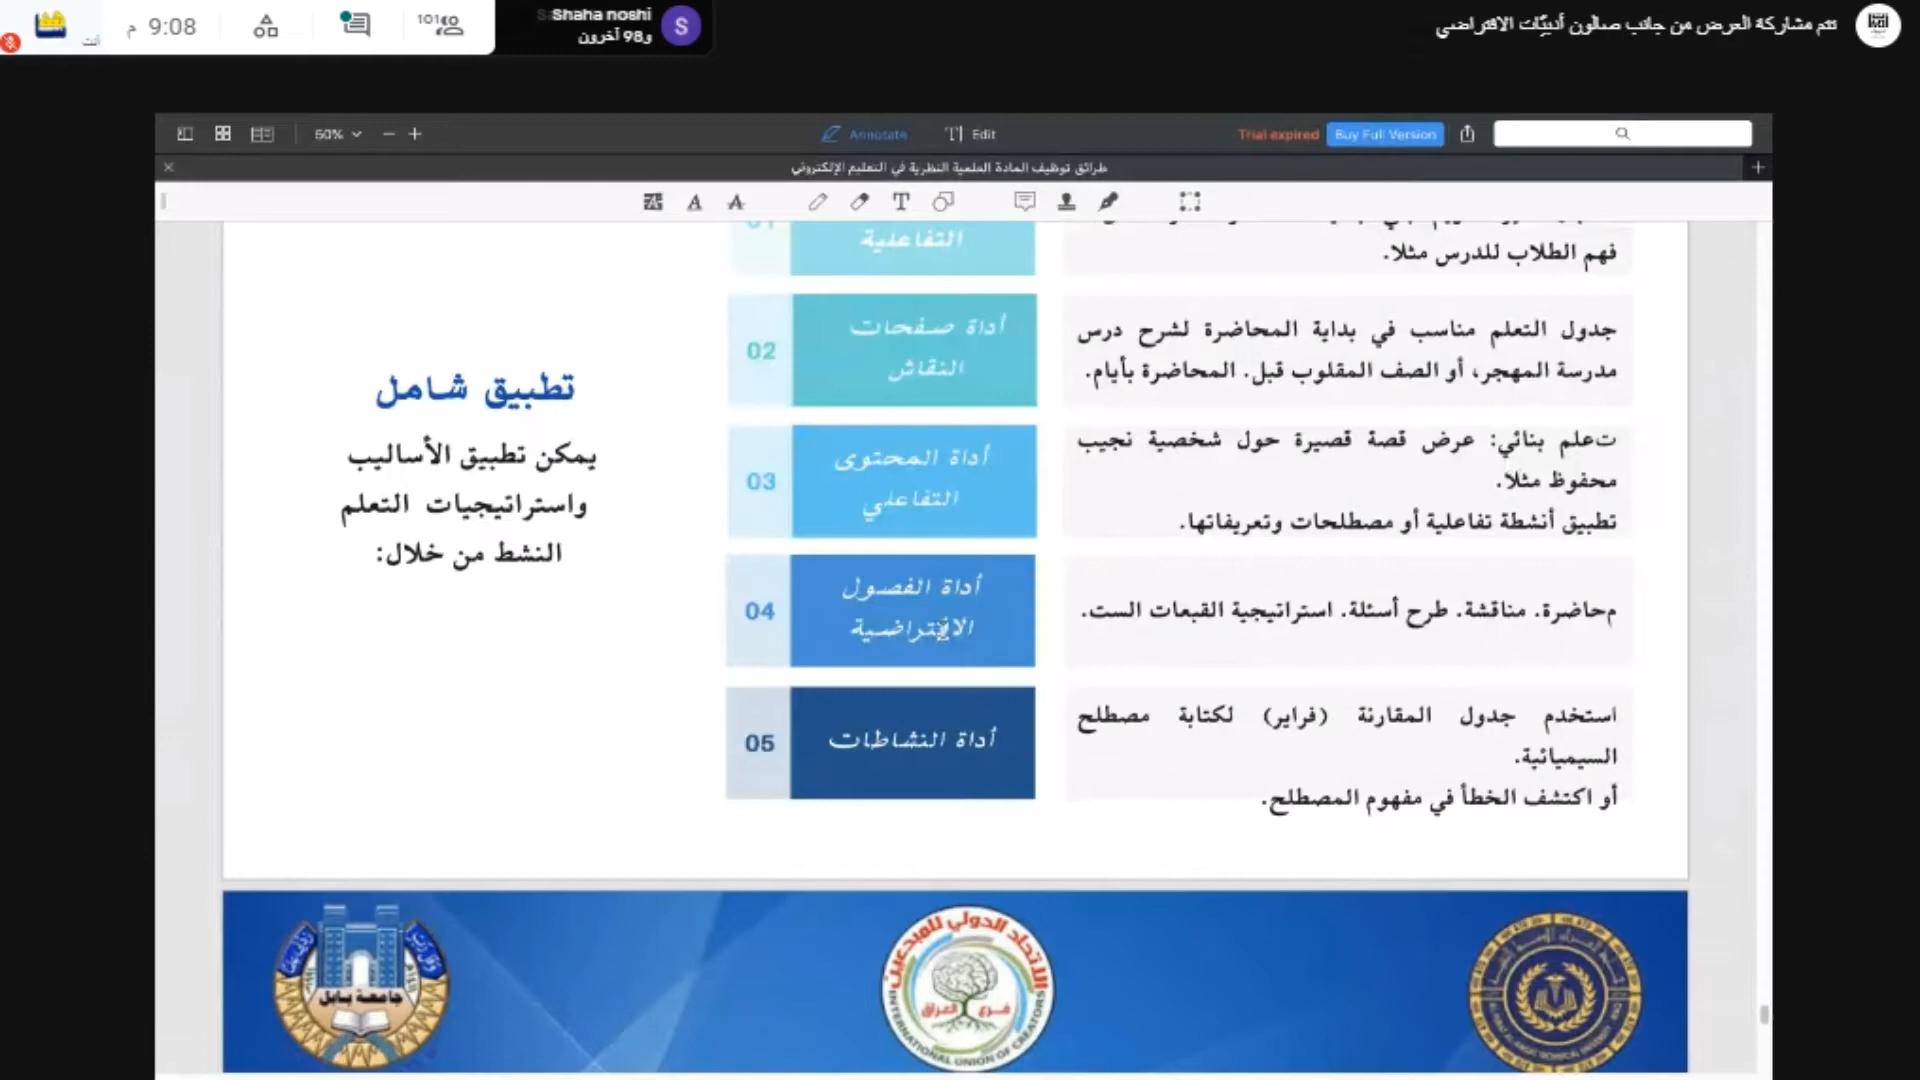 تتم مشاركة العرض من جانب صالون أدبيّات الافتراضي
Shaha noshi
و98 آخرون
S
101
9:08 م
أنت
60%
Annotate
Edit
Trial expired
Buy Full Version
طرائق توظيف المادة العلمية النظرية في التعليم الإلكتروني
التفاعلية
فهم الطلاب للدرس مثلا.
تطبيق شامل
يمكن تطبيق الأساليب
واستراتيجيات التعلم
النشط من خلال:
02
أداة صفحات
النقاش
جدول التعلم مناسب في بداية المحاضرة لشرح درس
مدرسة المهجر، أو الصف المقلوب قبل. المحاضرة بأيام.
03
أداة المحتوى
التفاعلي
تعلم بنائي: عرض قصة قصيرة حول شخصية نجيب
محفوظ مثلا.
تطبيق أنشطة تفاعلية أو مصطلحات وتعريفاتها.
04
أداة الفصول
الافتراضية
محاضرة. مناقشة. طرح أسئلة. استراتيجية القبعات الست.
05
أداة النشاطات
استخدم جدول المقارنة (فراير) لكتابة مصطلح
السيميائية.
أو اكتشف الخطأ في مفهوم المصطلح.
جامعة بابل
الاتحاد الدولي للمبدعين
فرع العراق
INTERNATIONAL UNION OF CREATORS